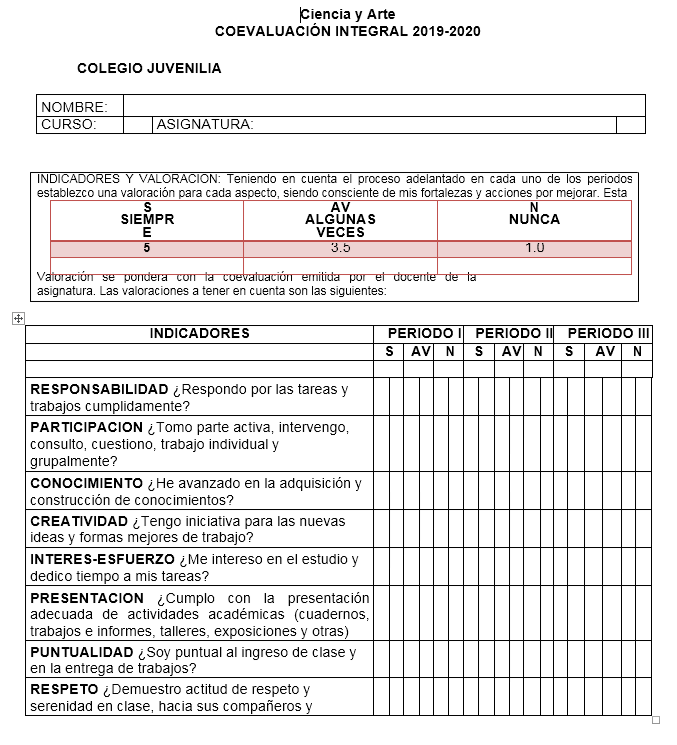 Ciencia y Arte
COEVALUACIÓN INTEGRAL 2019-2020
COLEGIO JUVENILIA
NOMBRE:
CURSO: ASIGNATURA:
INDICADORES Y VALORACION: Teniendo en cuenta el proceso adelantado en cada uno de los periodos
establezco una valoración para cada aspecto, siendo consciente de mis fortalezas y acciones por mejorar. Esta
S AV N
SIEMPR ALGUNAS NUNCA
E VECES
5 3.5 1.0
Valoración se pondera con la coevaluación emitida por el docente de la
asignatura. Las valoraciones a tener en cuenta son las siguientes:
INDICADORES PERIODO I PERIODO II PERIODO III
S AV N S AV N S AV N
RESPONSABILIDAD ¿Respondo por las tareas y
trabajos cumplidamente?
PARTICIPACION ¿Tomo parte activa, intervengo,
consulto, cuestiono, trabajo individual y
grupalmente?
CONOCIMIENTO ¿He avanzado en la adquisición y
construcción de conocimientos?
CREATIVIDAD ¿Tengo iniciativa para las nuevas
ideas y formas mejores de trabajo?
INTERES-ESFUERZO ¿Me intereso en el estudio y
dedico tiempo a mis tareas?
PRESENTACION ¿Cumplo con la presentación
adecuada de actividades académicas (cuadernos,
trabajos e informes, talleres, exposiciones y otras)
PUNTUALIDAD ¿Soy puntual al ingreso de clase y
en la entrega de trabajos?
RESPETO ¿Demuestro actitud de respeto y
serenidad en clase, hacia sus compañeros y